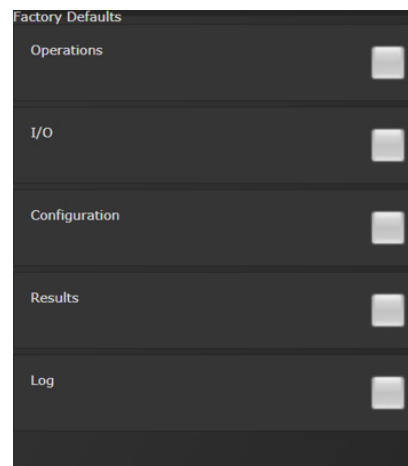 Factory Defaults
Operations
I/O
Configuration
Results
Log